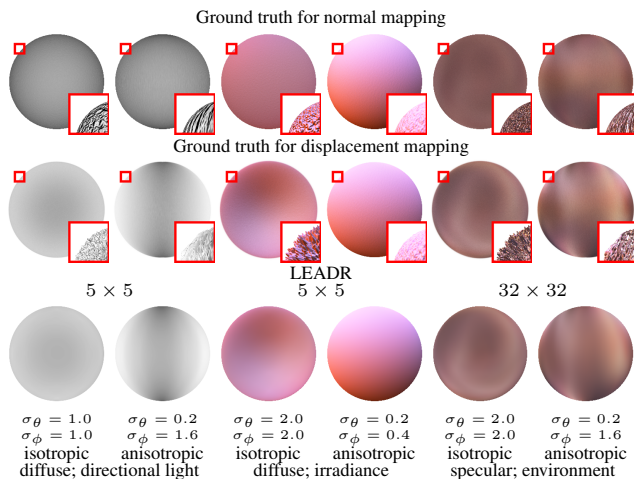 Ground truth for normal mapping
Ground truth for displacement mapping
LEADR
5 × 5 5 × 5 32 × 32
σθ = 1.0 σθ = 0.2 σθ = 2.0 σθ = 0.2 σθ = 2.0 σθ = 0.2
σϕ = 1.0 σϕ = 1.6 σϕ = 2.0 σϕ = 0.4 σϕ = 2.0 σϕ = 1.6
isotropic anisotropic isotropic anisotropic isotropic anisotropic
diffuse; directional light diffuse; irradiance specular; environment